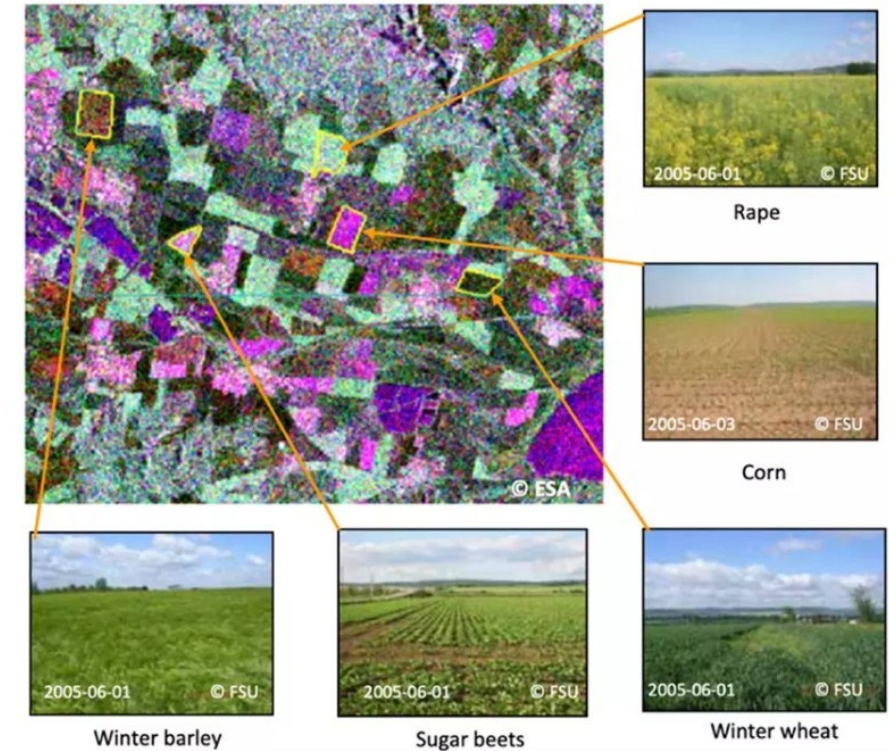 2005-06-01 © FSU
Rape
2005-06-03 © FSU
Corn
© ESA
2005-06-01 © FSU
Winter barley
2005-06-01 © FSU
Sugar beets
2005-06-01 © FSU
Winter wheat